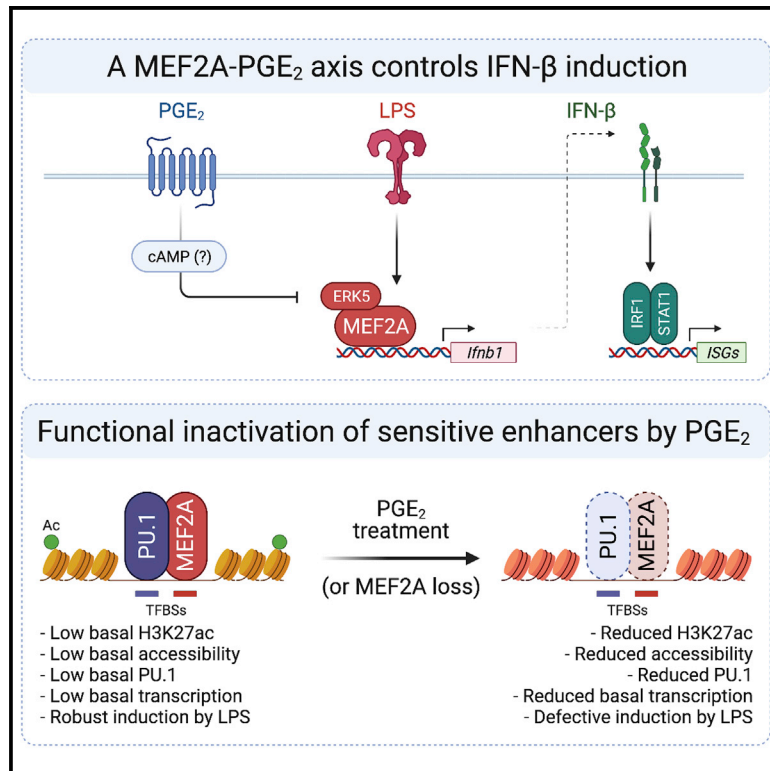 A MEF2A-PGE₂ axis controls IFN-β induction
PGE₂
LPS
IFN-β
cAMP (?)
ERK5
MEF2A
Ifnb1
IRF1
STAT1
ISGs
Functional inactivation of sensitive enhancers by PGE₂
Ac
PU.1
MEF2A
TFBSs
- Low basal H3K27ac
- Low basal accessibility
- Low basal PU.1
- Low basal transcription
- Robust induction by LPS
PGE₂
treatment
(or MEF2A loss)
PU.1
MEF2A
TFBSs
- Reduced H3K27ac
- Reduced accessibility
- Reduced PU.1
- Reduced basal transcription
- Defective induction by LPS